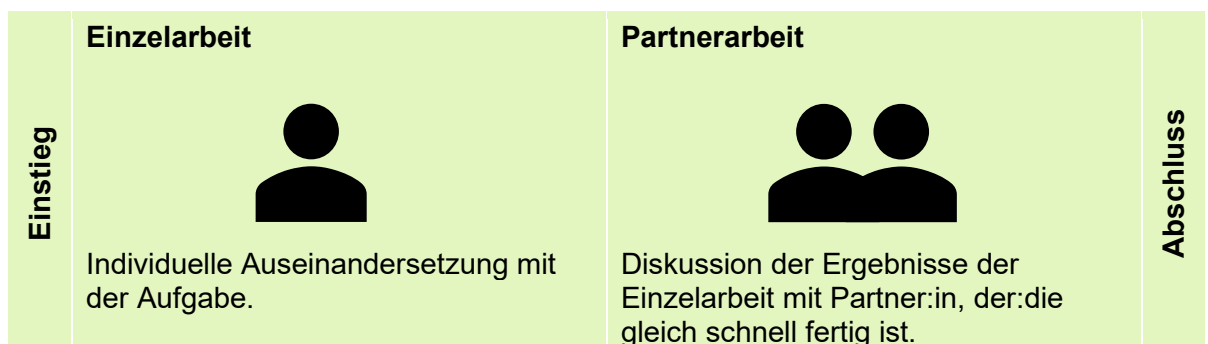 Einstieg
Einzelarbeit
Individuelle Auseinandersetzung mit
der Aufgabe.
Partnerarbeit
Diskussion der Ergebnisse der
Einzelarbeit mit Partner:in, der:die
gleich schnell fertig ist.
Abschluss